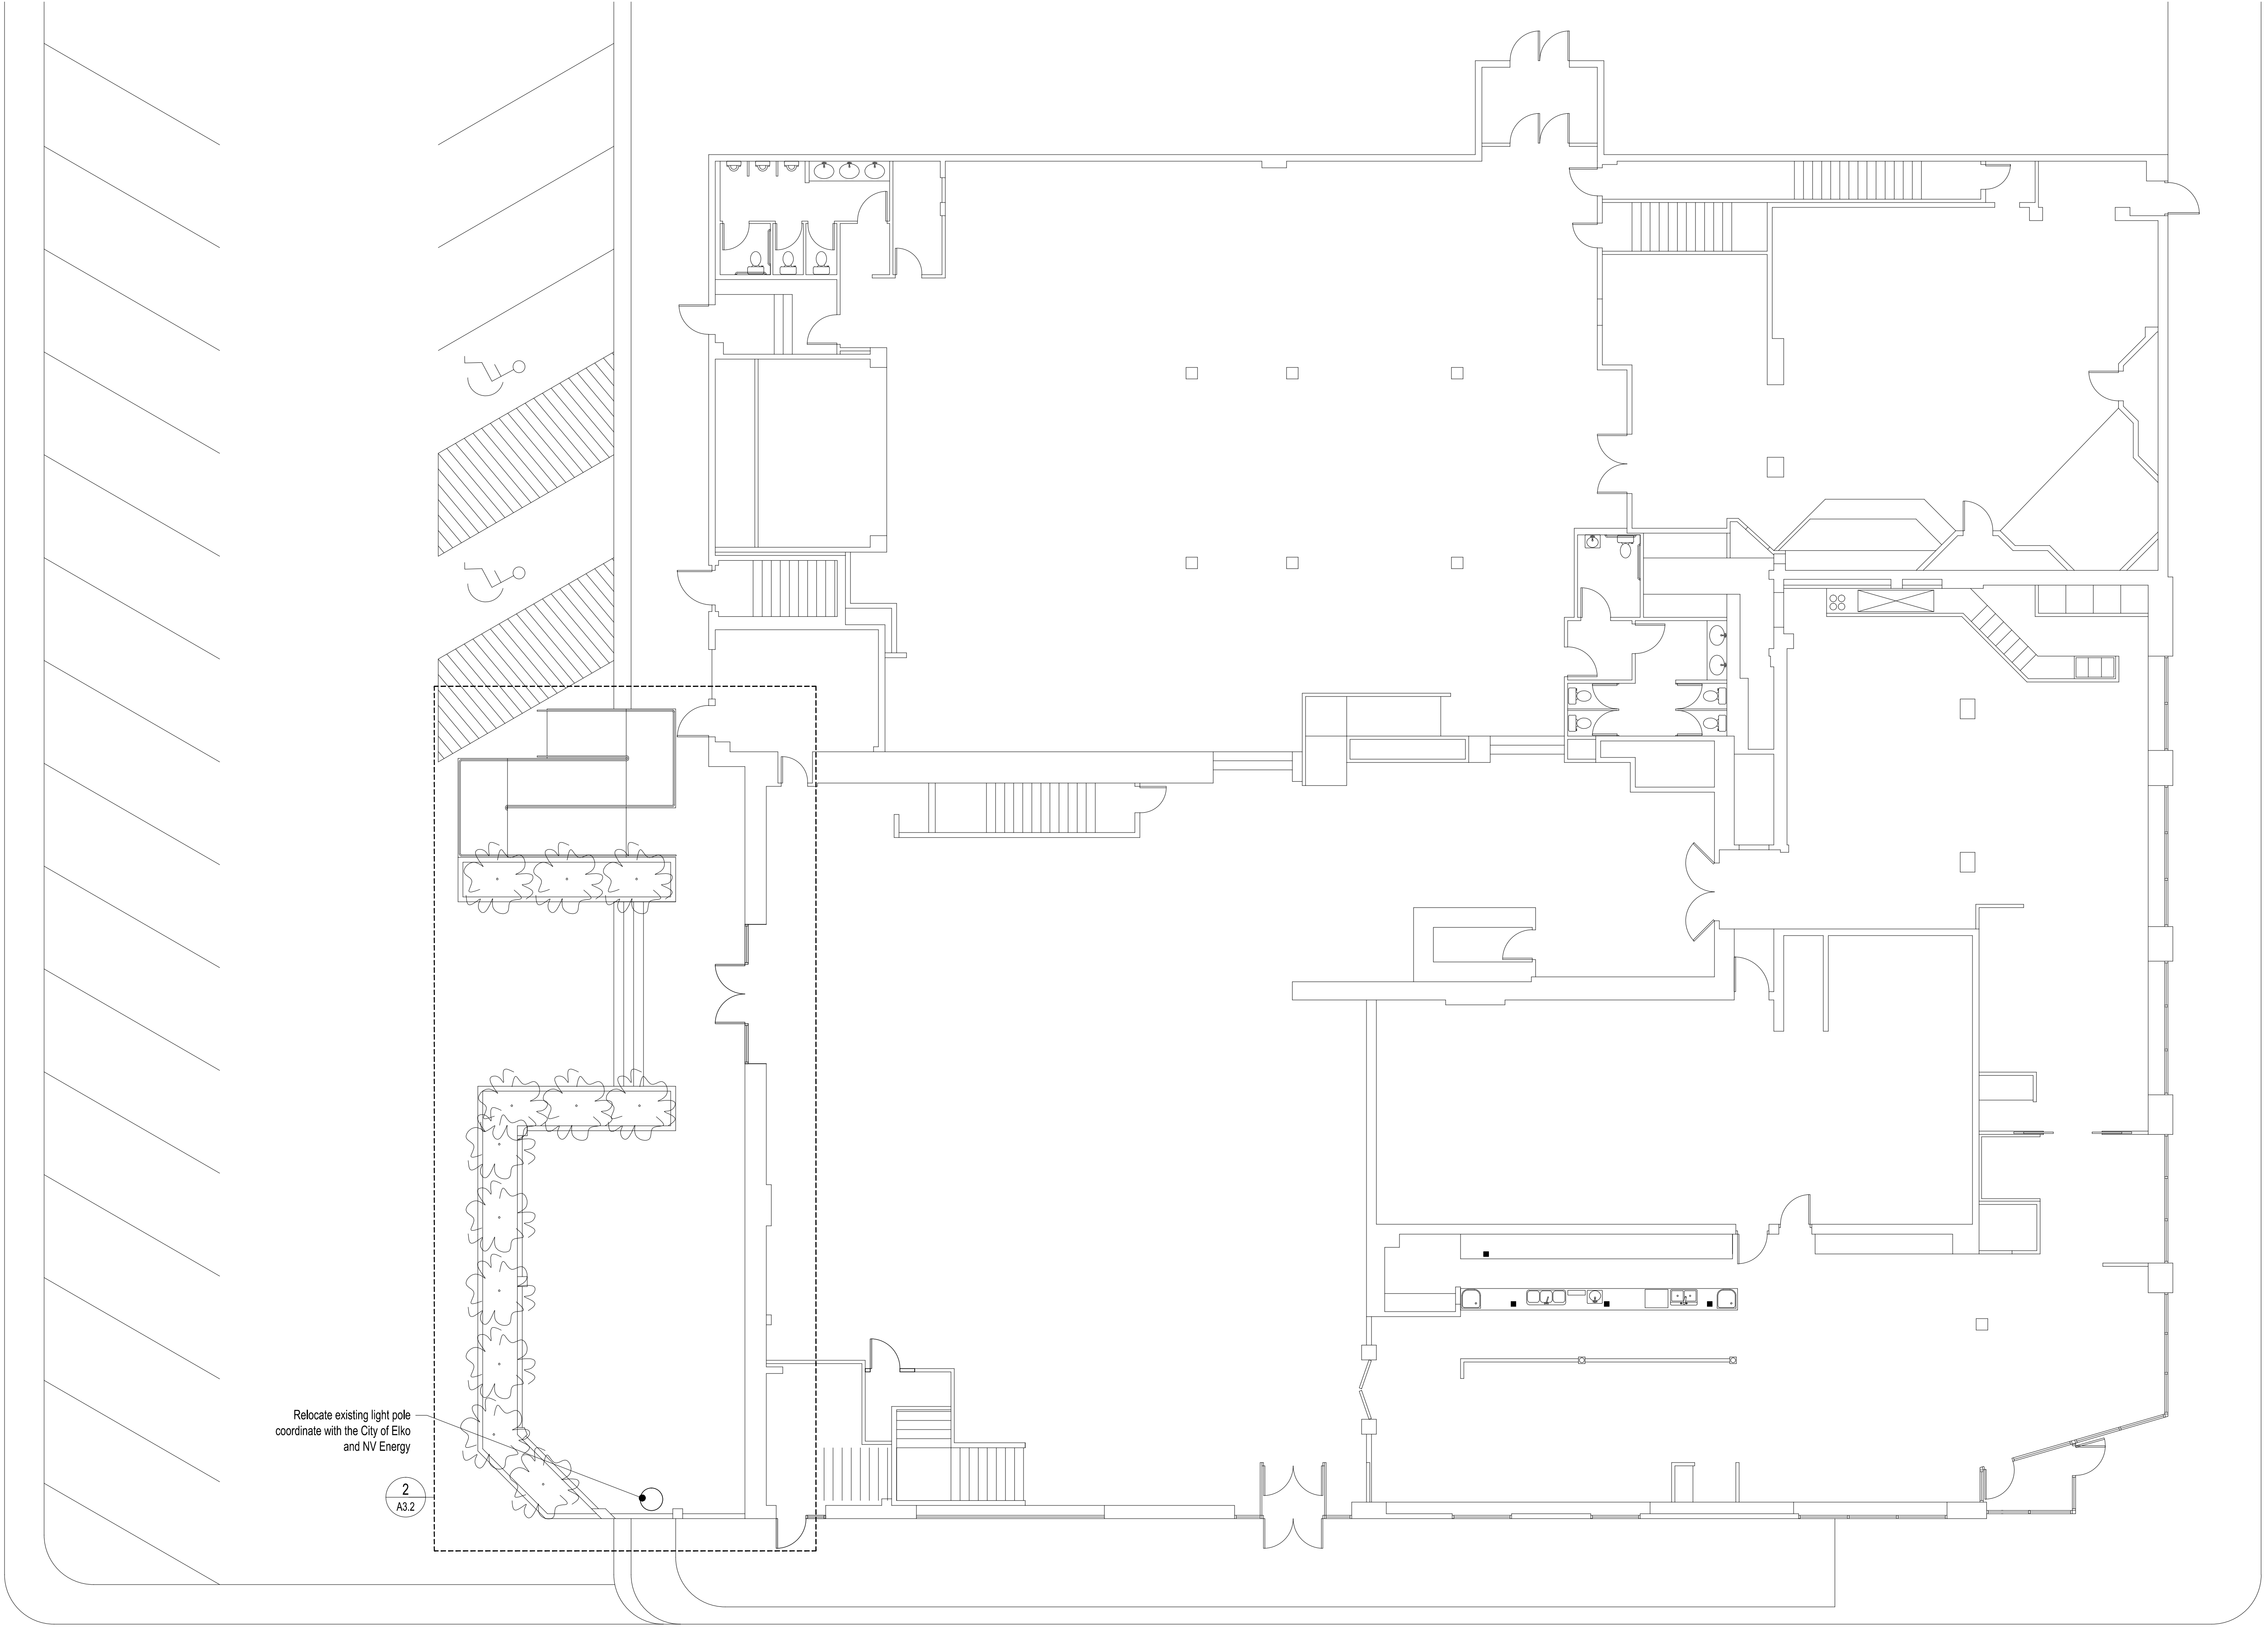 Relocate existing light pole
coordinate with the City of Elko
and NV Energy
2
A3.2